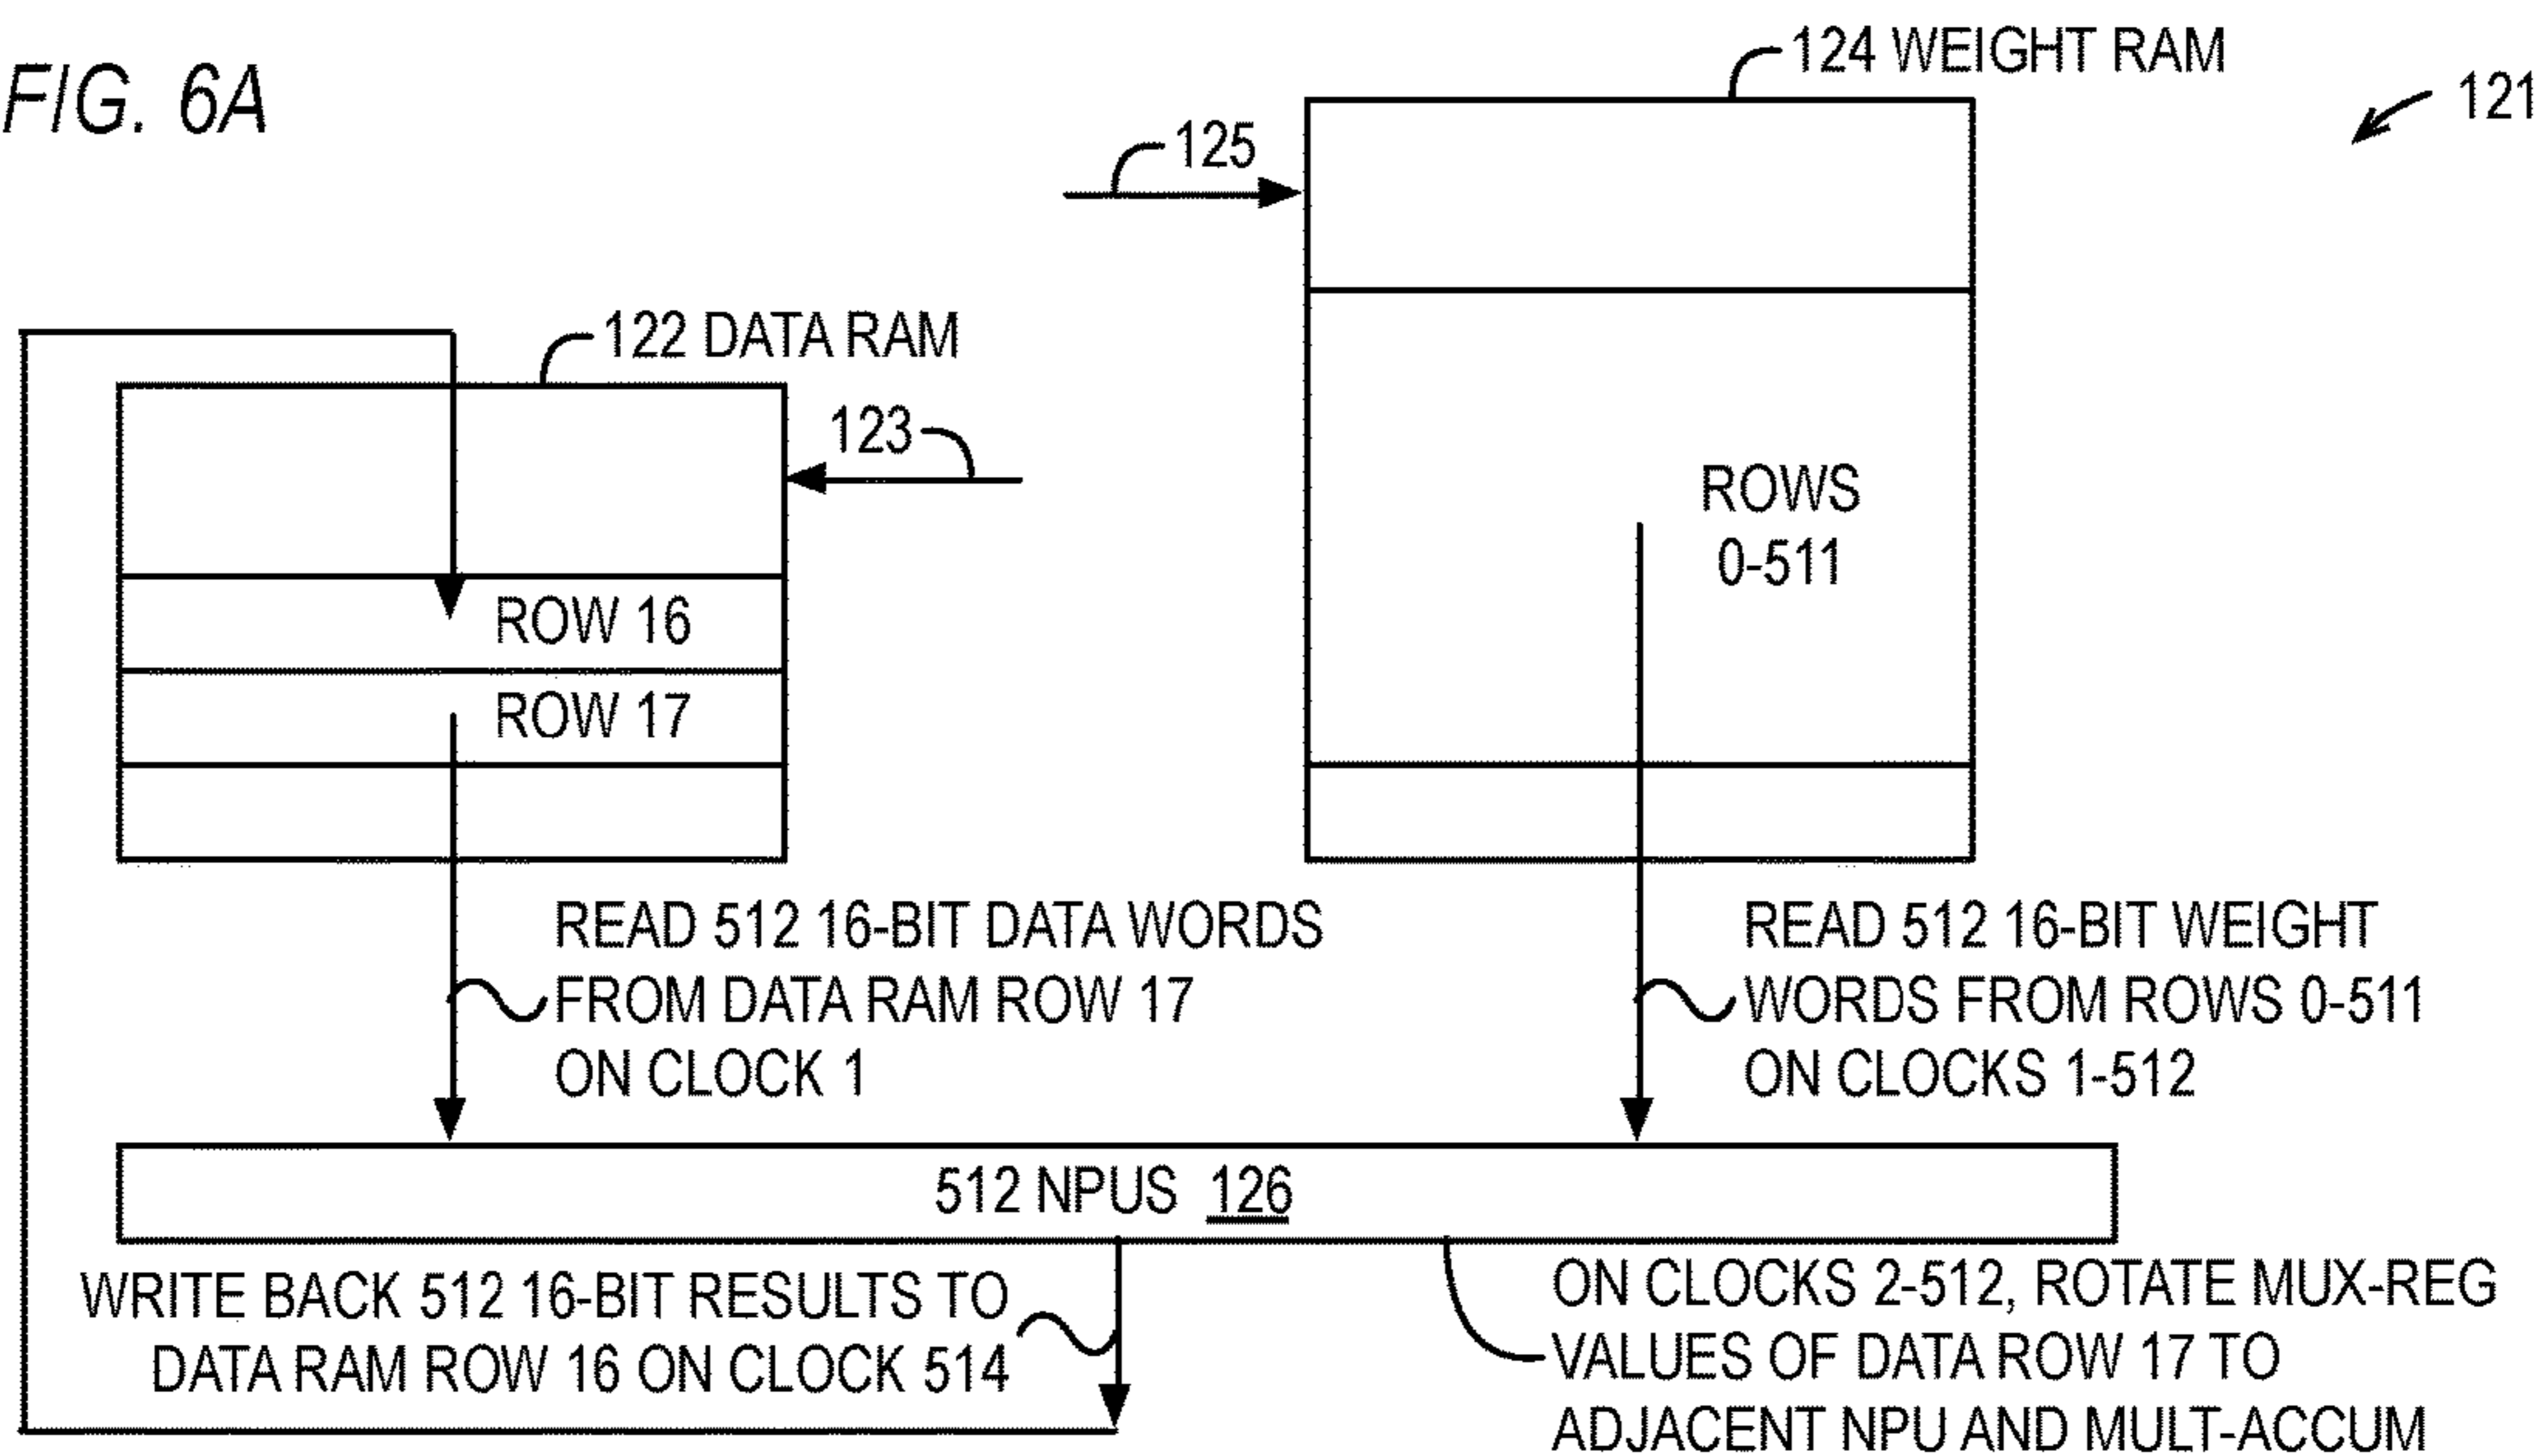 FIG. 6A
124 WEIGHT RAM
121
125
122 DATA RAM
123
ROWS
0-511
ROW 16
ROW 17
READ 512 16-BIT DATA WORDS
FROM DATA RAM ROW 17
ON CLOCK 1
READ 512 16-BIT WEIGHT
WORDS FROM ROWS 0-511
ON CLOCKS 1-512
512 NPUS 126
WRITE BACK 512 16-BIT RESULTS TO
DATA RAM ROW 16 ON CLOCK 514
ON CLOCKS 2-512, ROTATE MUX-REG
VALUES OF DATA ROW 17 TO
ADJACENT NPU AND MULT-ACCUM